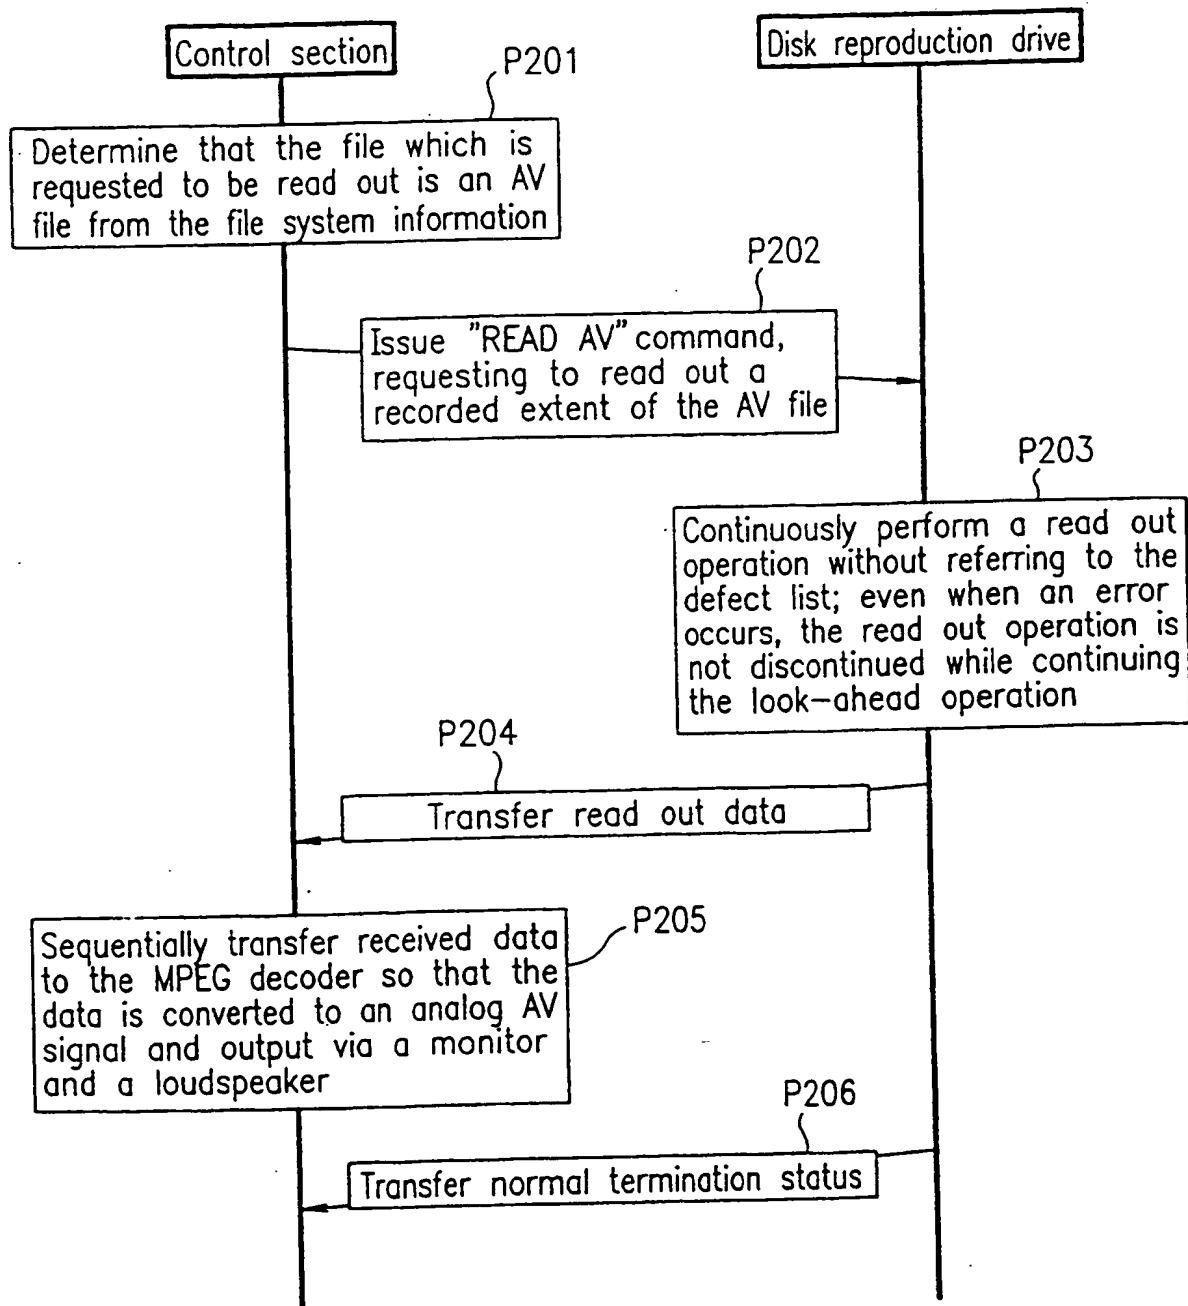 Control section
Disk reproduction drive
P201
Determine that the file which is
requested to be read out is an AV
file from the file system information
P202
Issue "READ AV" command,
requesting to read out a
recorded extent of the AV file
P203
Continuously perform a read out
operation without referring to the
defect list; even when an error
occurs, the read out operation is
not discontinued while continuing
the look-ahead operation
P204
Transfer read out data
P205
Sequentially transfer received data
to the MPEG decoder so that the
data is converted to an analog AV
signal and output via a monitor
and a loudspeaker
P206
Transfer normal termination status